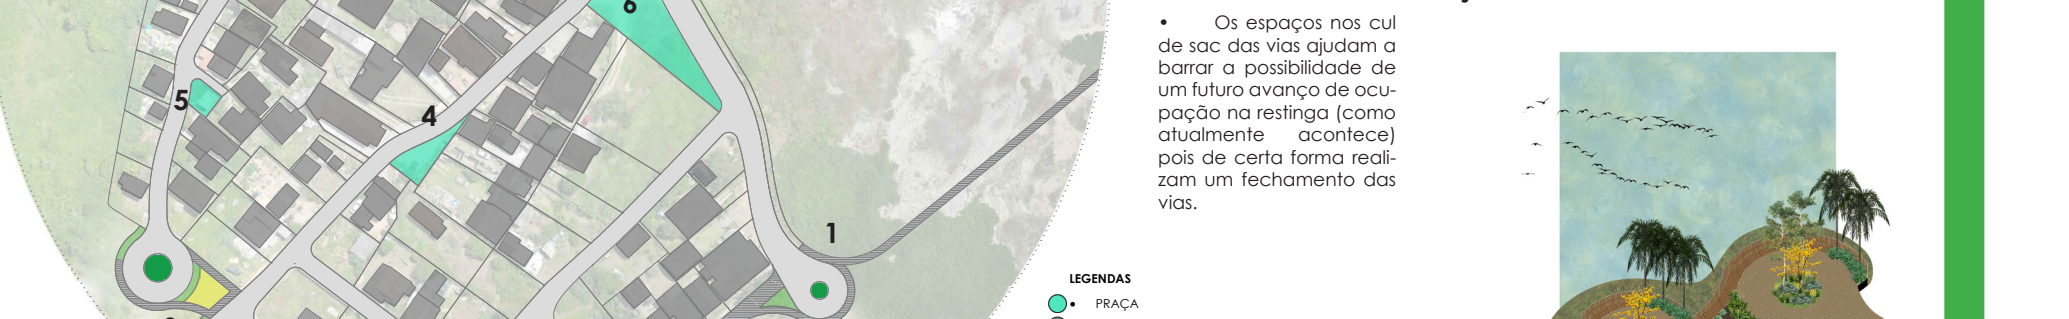 6
5
4
1
• Os espaços nos cul
de sac das vias ajudam a
barrar a possibilidade de
um futuro avanço de ocu-
pação na restinga (como
atualmente acontece)
pois de certa forma reali-
zam um fechamento das
vias.
LEGENDAS
• PRAÇA